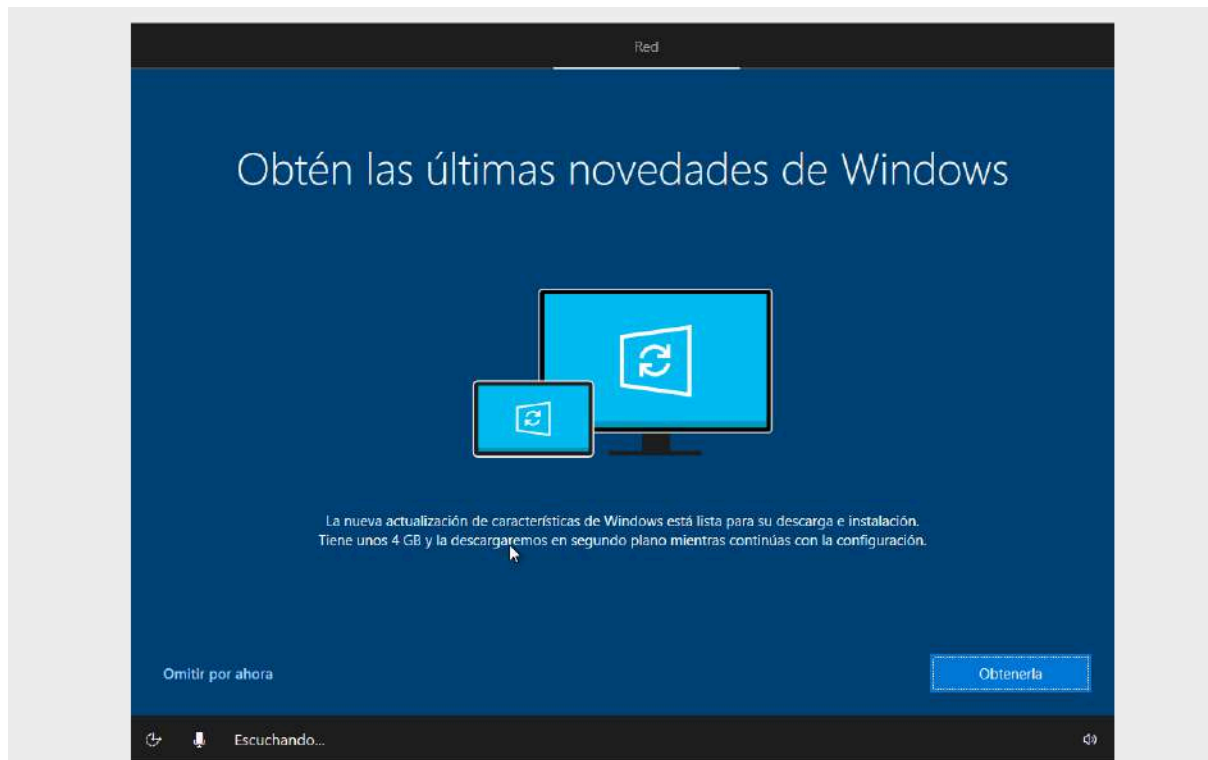 Red
Obtén las últimas novedades de Windows
La nueva actualización de características de Windows está lista para su descarga e instalación.
Tiene unos 4 GB y la descargaremos en segundo plano mientras continúas con la configuración.
Omitir por ahora
Obtenerla
Escuchando...